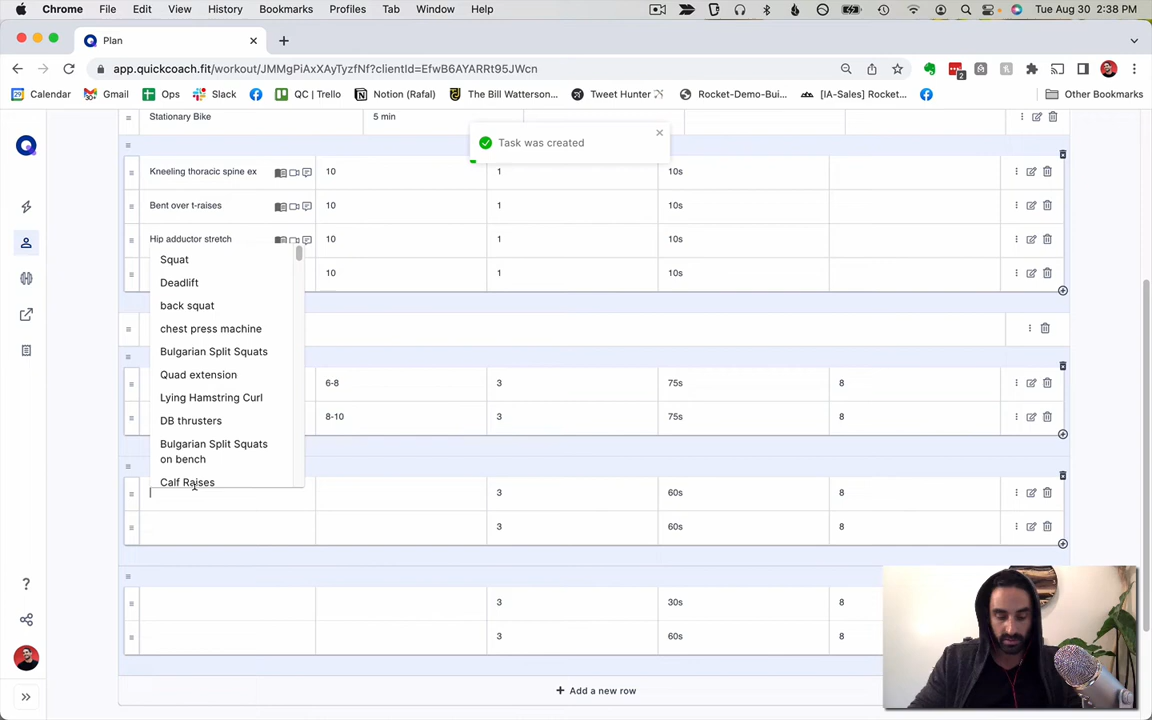 Chrome File Edit View History Bookmarks Profiles Tab Window Help Tue Aug 30 2:38 PM
Plan
app.quickcoach.fit/workout/JMMgPiAxXAyTyzfNf?clientId=EfwB6AYARRt95JWcn
2
Calendar Gmail Ops Slack QC | Trello Notion (Rafal) The Bill Watterson... Tweet Hunter Rocket-Demo-Bui... [IA-Sales] Rocket... Other Bookmarks
Stationary Bike 5 min
Task was created
Kneeling thoracic spine ex 10 1 10s
Bent over t-raises 10 1 10s
Hip adductor stretch 10 1 10s
10 1 10s
Squat
Deadlift
back squat
chest press machine
Bulgarian Split Squats
Quad extension
Lying Hamstring Curl
DB thrusters
Bulgarian Split Squats
on bench
Calf Raises
6-8 3 75s 8
8-10 3 75s 8
3 60s 8
3 60s 8
3 30s 8
3 60s 8
+ Add a new row